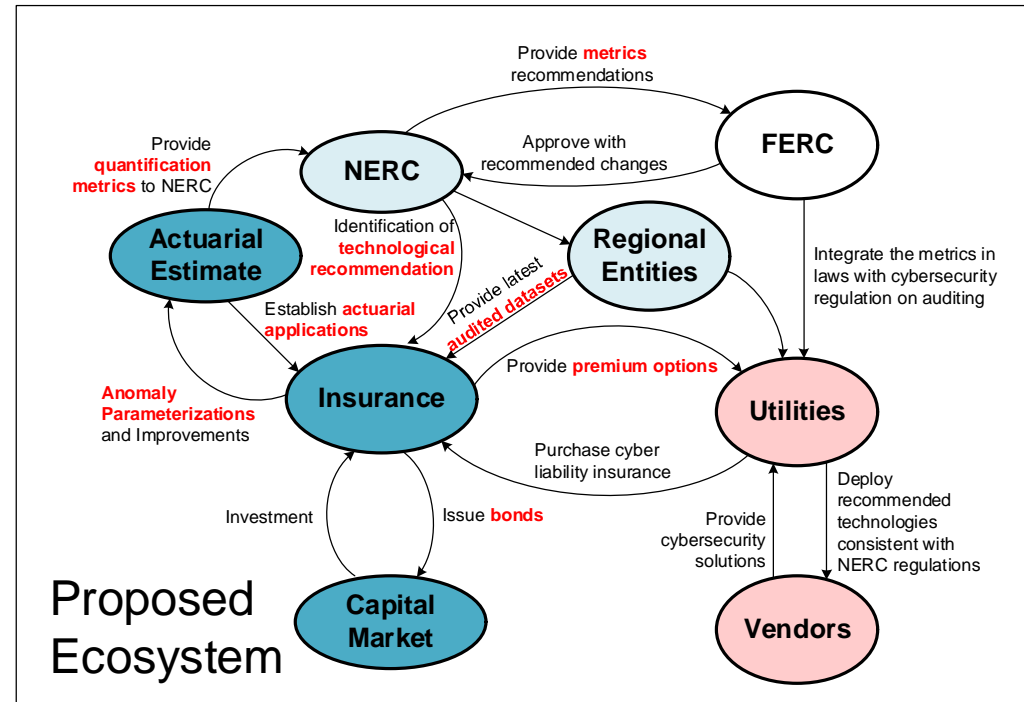 Provide metrics
recommendations
FERC
Approve with
recommended changes
NERC
Provide
quantification
metrics to NERC
Actuarial
Estimate
Identification of
technological
recommendation
Regional
Entities
Integrate the metrics in
laws with cybersecurity
regulation on auditing
Provide latest
audited datasets
Establish actuarial
applications
Insurance
Provide premium options
Utilities
Anomaly
Parameterizations
and Improvements
Purchase cyber
liability insurance
Deploy
recommended
technologies
consistent with
NERC regulations
Investment
Issue bonds
Provide
cybersecurity
solutions
Capital
Market
Vendors
Proposed
Ecosystem